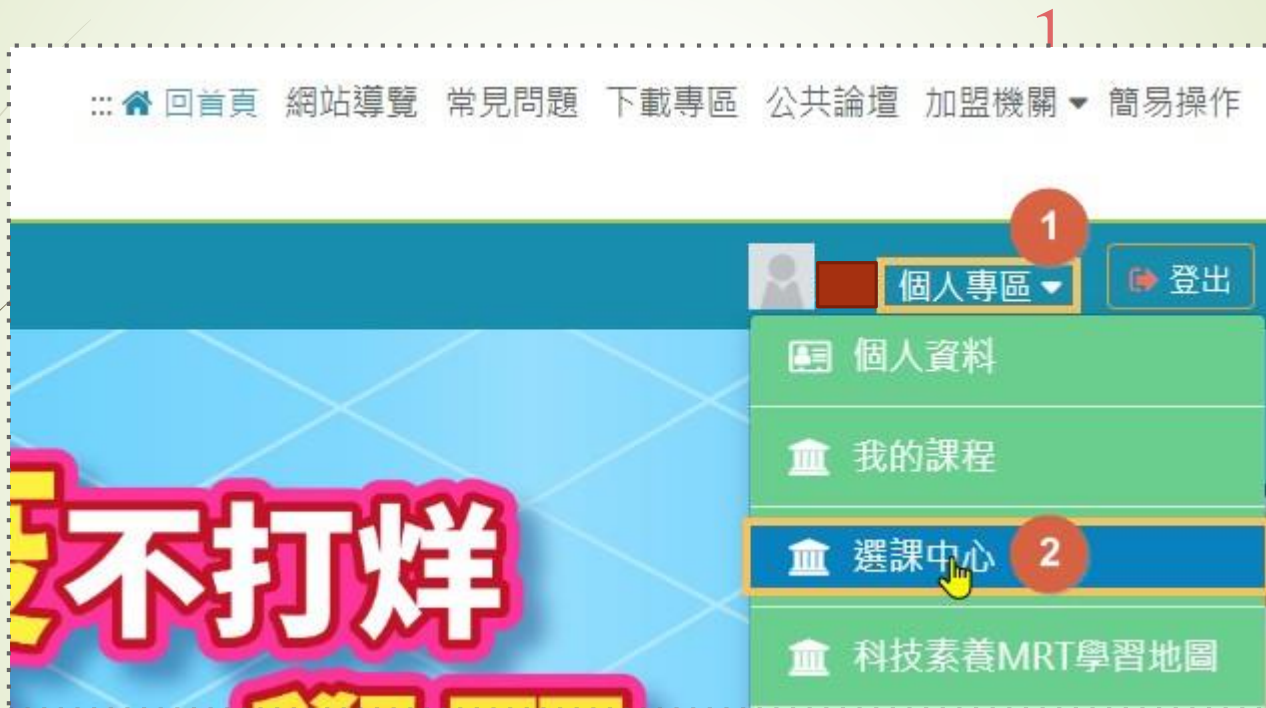 1
::: 回首頁 網站導覽 常見問題 下載專區 公共論壇 加盟機關 簡易操作
1
個人專區 登出
個人資料
我的課程
選課中心 2
科技素養MRT學習地圖
不打烊